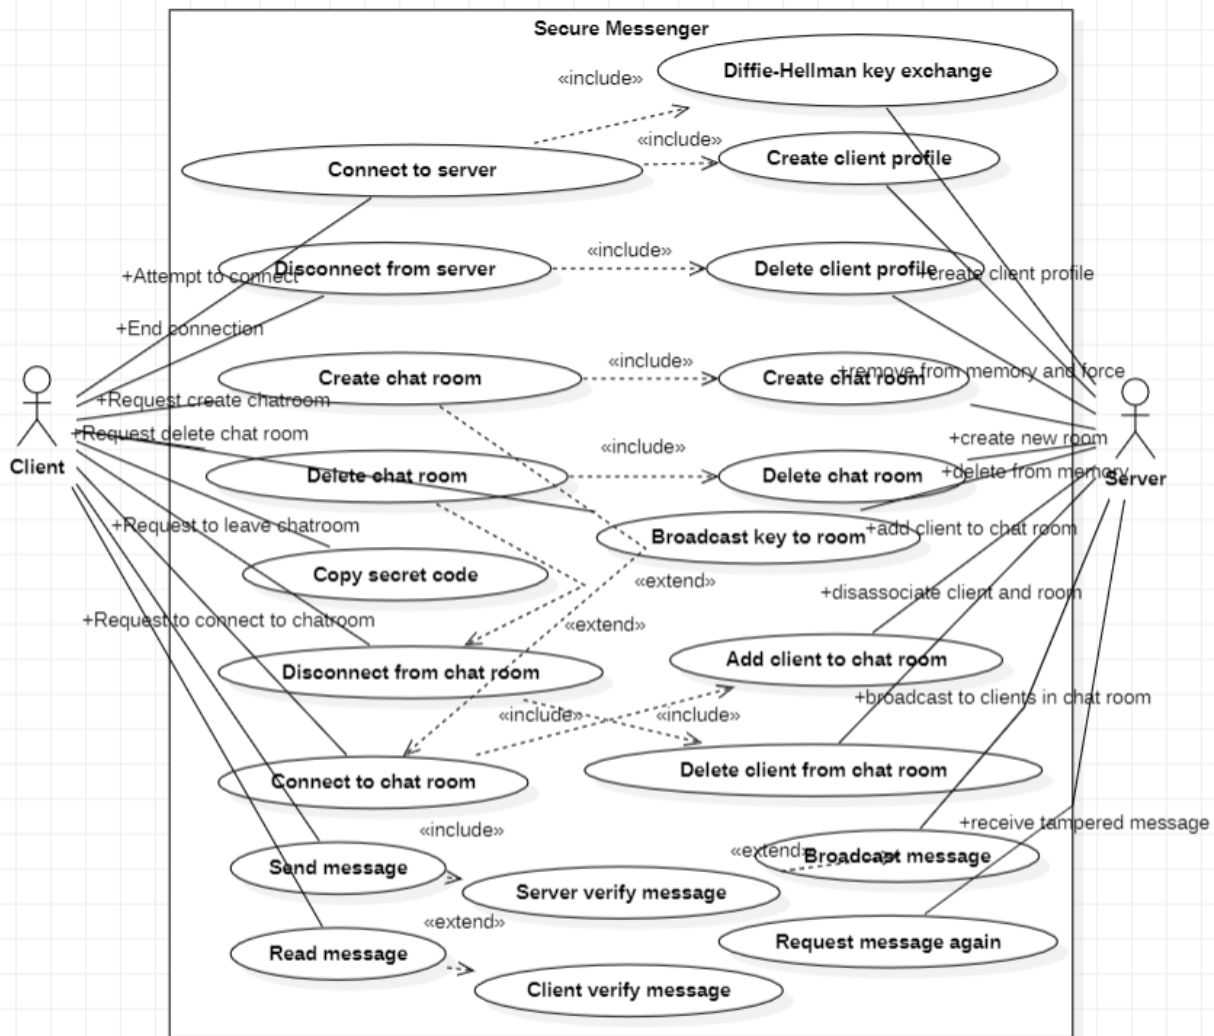 Secure Messenger
Diffie-Hellman key exchange
«include»
«include»
Create client profile
Connect to server
«include»
Disconnect from server
Delete client profile
+create client profile
+Attempt to connect
+End connection
«include»
+remove from memory and force
Create chat room
Create chat room
+Request create chatroom
+Request delete chat room
+create new room
«include»
Client
Delete chat room
Delete chat room
+delete from memory
Server
+Request to leave chatroom
Broadcast key to room
+add client to chat room
Copy secret code
«extend»
+disassociate client and room
+Request to connect to chatroom
«extend»
Disconnect from chat room
Add client to chat room
+broadcast to clients in chat room
«include»
«include»
Connect to chat room
Delete client from chat room
«include»
+receive tampered message
«extend»
Broadcast message
Send message
Server verify message
«extend»
Request message again
Read message
Client verify message